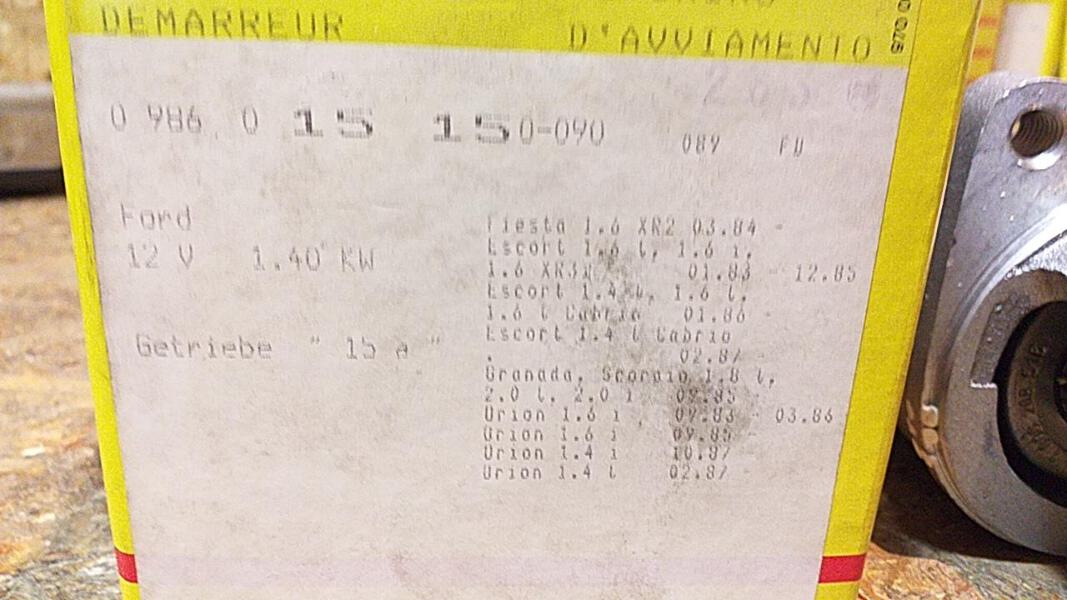 DEMARREUR D'AVVIAMENTO
0 986 0 15 150-090 089 FD
Ford
12 V 1.40 KW
Getriebe " 15 a "
Fiesta 1.6 XR2 03.84 -
Escort 1.6 l, 1.6 i,
1.6 XR3i 01.83 - 12.85
Escort 1.4 l, 1.6 l,
1.6 l Cabrio 01.86 -
Escort 1.4 l Cabrio
. 02.87 -
Granada, Scorpio 1.8 l,
2.0 l, 2.0 i 09.85 -
Orion 1.6 i 09.83 - 03.86
Orion 1.6 i 09.85 -
Orion 1.4 i 10.87
Orion 1.4 l 02.87 -